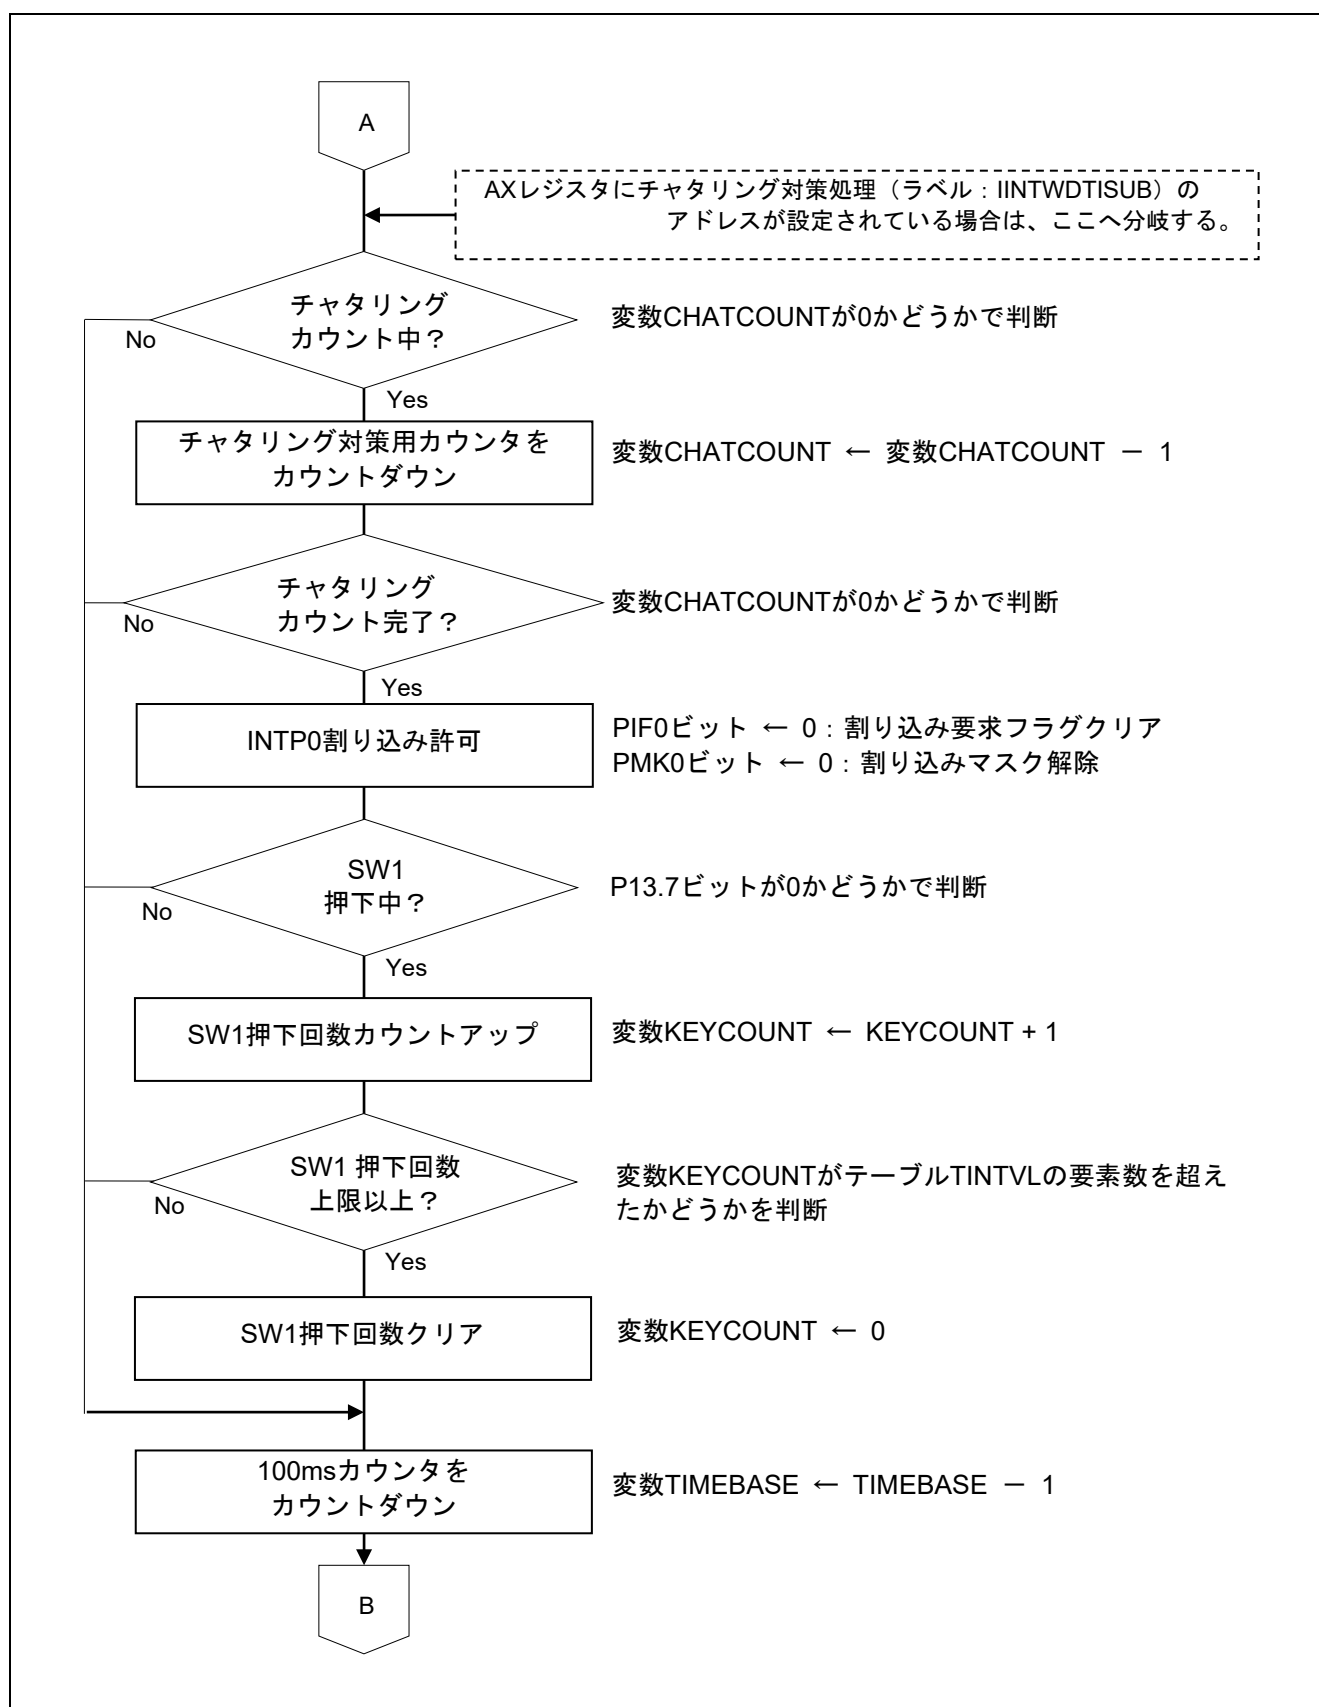 A
AXレジスタにチャタリング対策処理（ラベル：IINTWDTISUB）の
アドレスが設定されている場合は、ここへ分岐する。
チャタリング
カウント中？
変数CHATCOUNTが0かどうかで判断
No
Yes
チャタリング対策用カウンタを
カウントダウン
変数CHATCOUNT ← 変数CHATCOUNT － 1
チャタリング
カウント完了？
変数CHATCOUNTが0かどうかで判断
No
Yes
INTP0割り込み許可
PIF0ビット ← 0：割り込み要求フラグクリア
PMK0ビット ← 0：割り込みマスク解除
SW1
押下中？
P13.7ビットが0かどうかで判断
No
Yes
SW1押下回数カウントアップ
変数KEYCOUNT ← KEYCOUNT + 1
SW1 押下回数
上限以上？
変数KEYCOUNTがテーブルTINTVLの要素数を超え
たかどうかを判断
No
Yes
SW1押下回数クリア
変数KEYCOUNT ← 0
100msカウンタを
カウントダウン
変数TIMEBASE ← TIMEBASE － 1
B